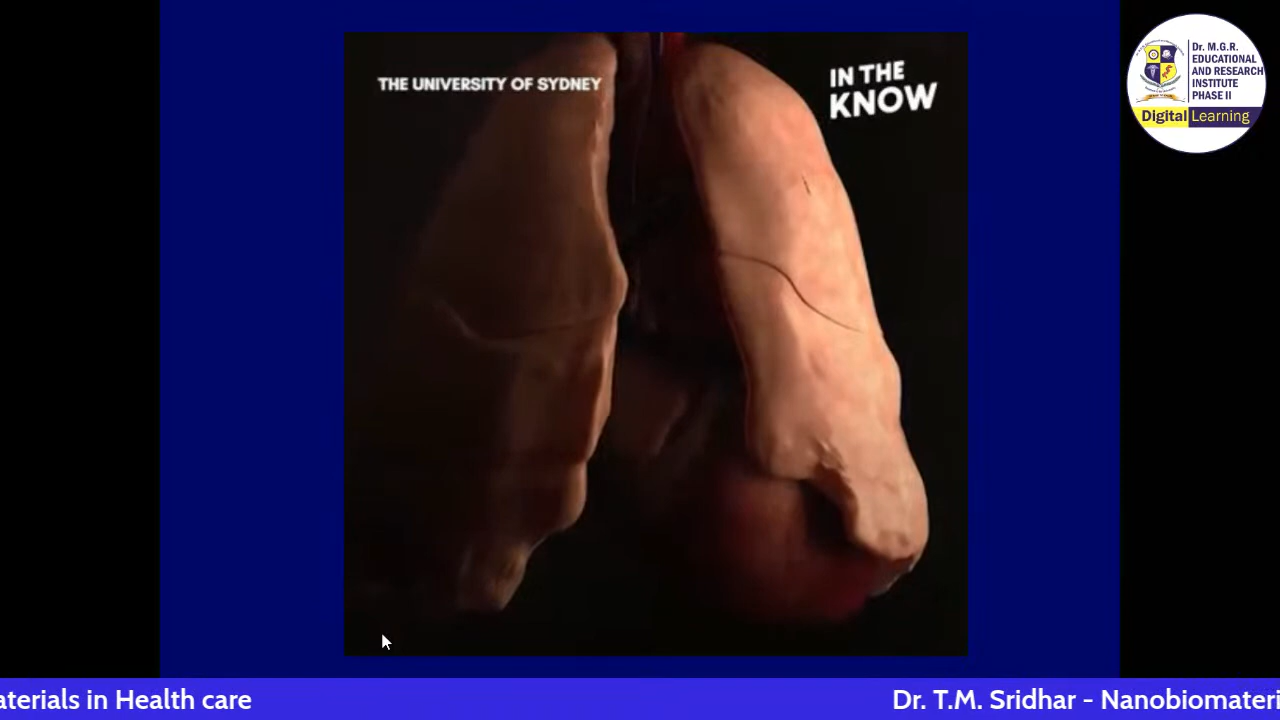 THE UNIVERSITY OF SYDNEY
IN THE
KNOW
Dr. M.G.R.
EDUCATIONAL
AND RESEARCH
INSTITUTE
PHASE II
Digital Learning
aterials in Health care
Dr. T.M. Sridhar - Nanobiomateri